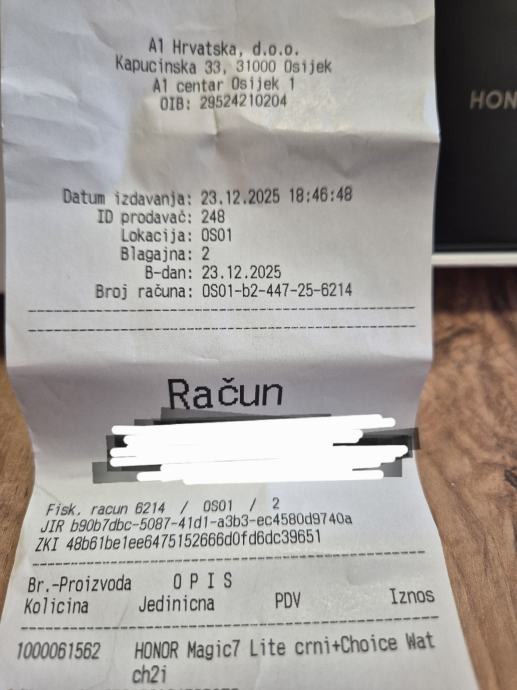 A1 Hrvatska, d.o.o.
Kapucinska 33, 31000 Osijek
A1 centar Osijek 1
OIB: 29524210204
HON
Datum izdavanja: 23.12.2025 18:46:48
ID prodavač: 248
Lokacija: OS01
Blagajna: 2
B-dan: 23.12.2025
Broj računa: OS01-b2-447-25-6214
Račun
Fisk. racun 6214 / OS01 / 2
JIR b90b7dbc-5087-41d1-a3b3-ec4580d9740a
ZKI 48b61be1ee6475152666d0fd6dc39651
Br.-Proizvoda O P I S
Kolicina Jedinicna PDV Iznos
1000061562 HONOR Magic7 Lite crni+Choice Wat
ch2i